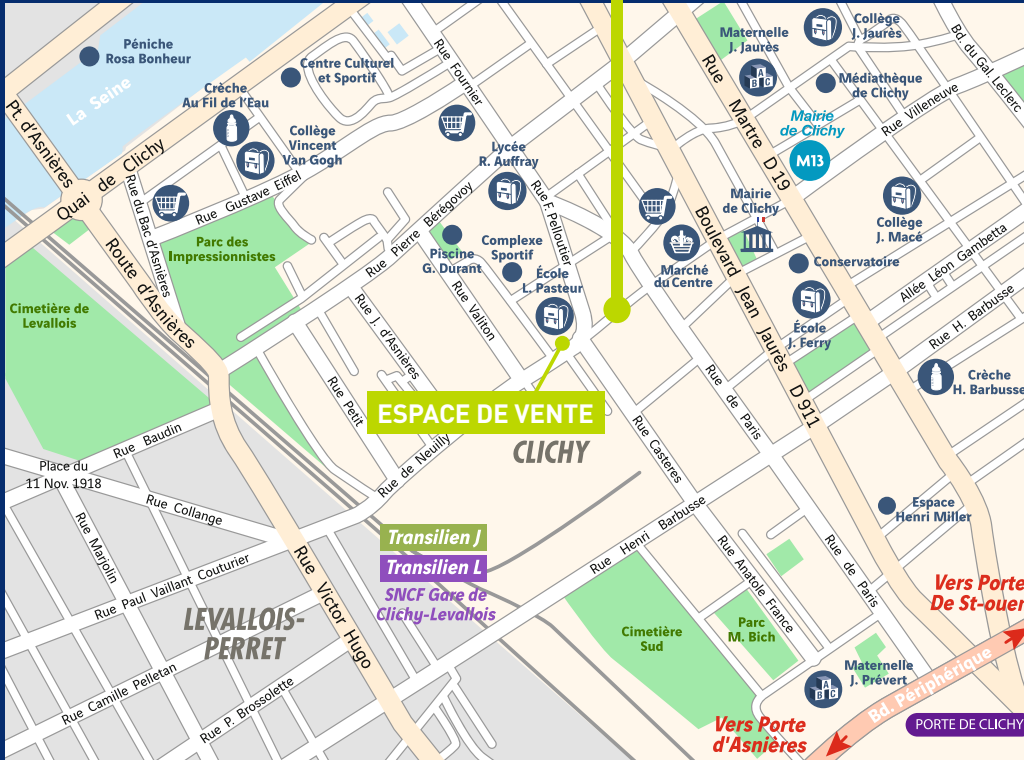 Péniche
Rosa Bonheur
La Seine
Centre Culturel
et Sportif
Crèche
Au Fil de l'Eau
Collège
Vincent
Van Gogh
Rue Fournier
Maternelle
J. Jaurès
Collège
J. Jaurès
Médiathèque
de Clichy
Bd. du Gal. Leclerc
Rue Villeneuve
Rue Martre D 19
Mairie
de Clichy
M13
Pt. d'Asnières
Quai de Clichy
Rue du Bac d'Asnières
Rue Gustave Eiffel
Route d'Asnières
Parc des
Impressionnistes
Cimetière de
Levallois
Lycée
R. Auffray
Rue Pierre Bérégovoy
Rue F. Pelloutier
Piscine
G. Durant
Complexe
Sportif
École
L. Pasteur
Rue Valiton
Rue J. d'Asnières
Rue Petit
Mairie
de Clichy
Marché
du Centre
Boulevard Jean Jaurès D 911
Collège
J. Macé
Conservatoire
École
J. Ferry
Allée Léon Gambetta
Rue H. Barbusse
Crèche
H. Barbusse
ESPACE DE VENTE
CLICHY
Rue de Neuilly
Rue de Paris
Rue Casteres
Rue Baudin
Place du
11 Nov. 1918
Rue Collange
Rue Marjolin
Rue Paul Vaillant Couturier
LEVALLOIS-
PERRET
Rue Victor Hugo
Rue Camille Pelletan
Rue P. Brossolette
Transilien J
Transilien L
SNCF Gare de
Clichy-Levallois
Rue Henri Barbusse
Espace
Henri Miller
Rue Anatole France
Rue de Paris
Cimetière
Sud
Parc
M. Bich
Maternelle
J. Prévert
Vers Porte
De St-ouen
Bd. Périphérique
PORTE DE CLICHY
Vers Porte
d'Asnières